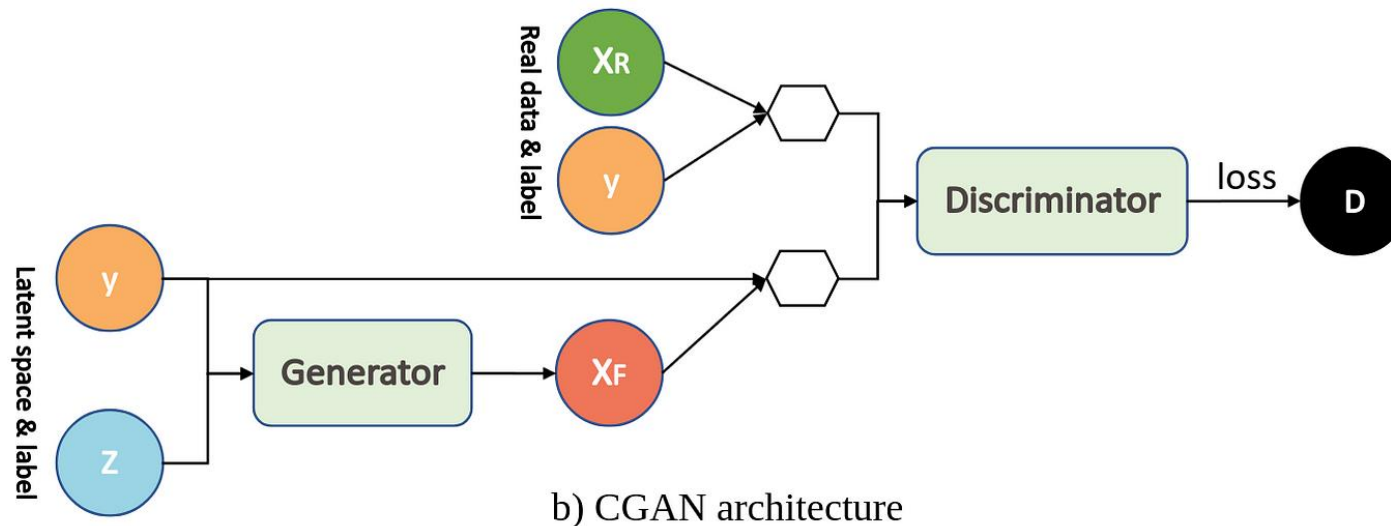 Real data & label
XR
y
Discriminator
loss
D
Latent space & label
y
Generator
XF
Z
b) CGAN architecture